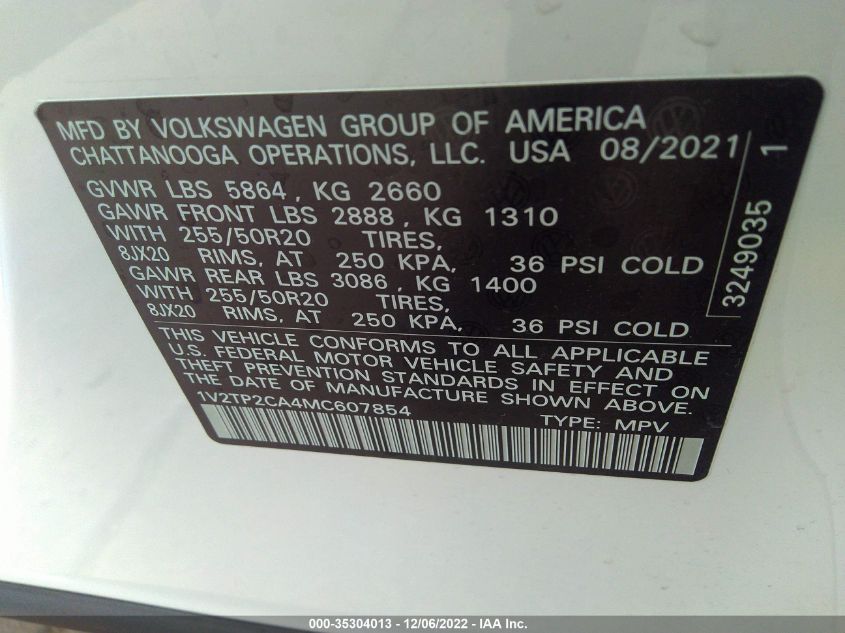 MFD BY VOLKSWAGEN GROUP OF AMERICA
CHATTANOOGA OPERATIONS, LLC. USA 08/2021
GVWR LBS 5864, KG 2660
GAWR FRONT LBS 2888, KG 1310
WITH 255/50R20 TIRES,
8JX20 RIMS, AT 250 KPA, 36 PSI COLD
GAWR REAR LBS 3086, KG 1400
WITH 255/50R20 TIRES,
8JX20 RIMS, AT 250 KPA, 36 PSI COLD
3249035 1
THIS VEHICLE CONFORMS TO ALL APPLICABLE
U.S. FEDERAL MOTOR VEHICLE SAFETY AND
THEFT PREVENTION STANDARDS IN EFFECT ON
THE DATE OF MANUFACTURE SHOWN ABOVE.
1V2TP2CA4MC607854 TYPE: MPV
000-35304013 - 12/06/2022 - IAA Inc.